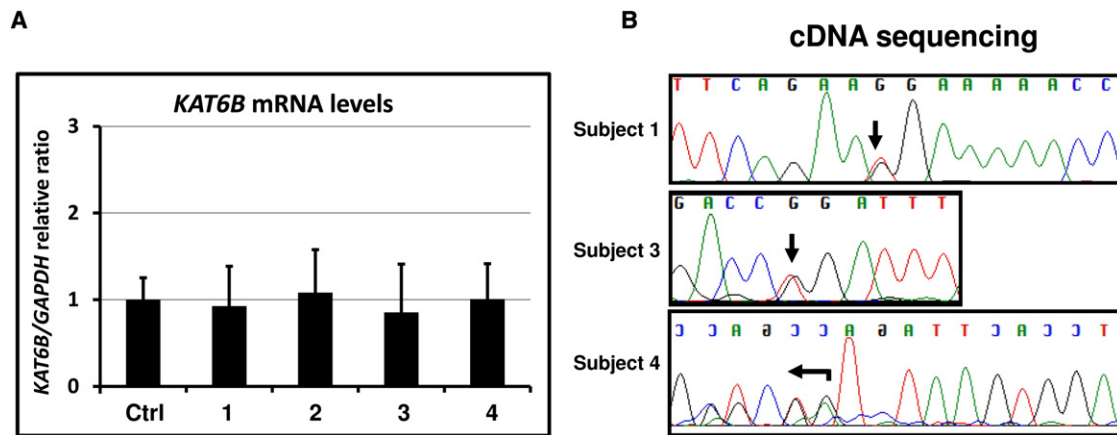 A
KAT6B mRNA levels
KAT6B/GAPDH relative ratio
3
2
1
0
Ctrl 1 2 3 4
B
cDNA sequencing
Subject 1
T T C A G A A G G A A A A A C C
Subject 3
G A C C G G A T T T
Subject 4
C C A G C C A G A T T C A C C T